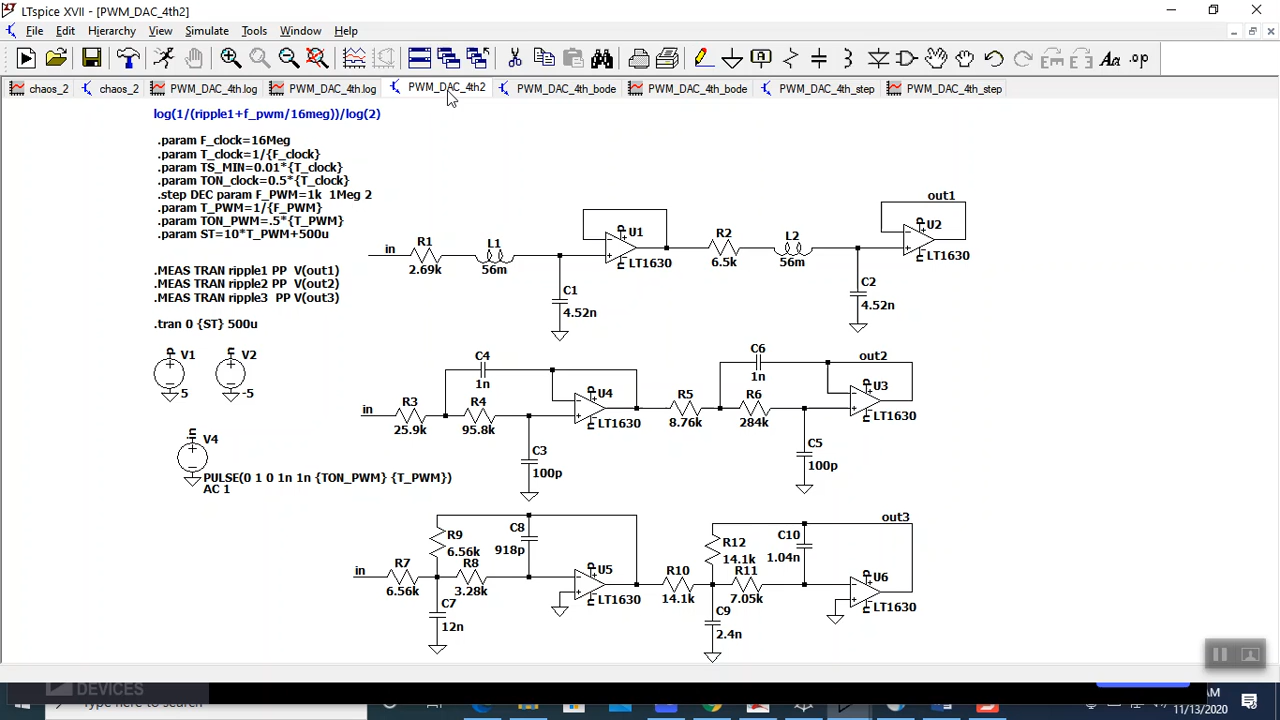 LTspice XVII - [PWM_DAC_4th2]
File Edit Hierarchy View Simulate Tools Window Help
chaos_2 chaos_2 PWM_DAC_4th.log PWM_DAC_4th.log PWM_DAC_4th2 PWM_DAC_4th_bode PWM_DAC_4th_bode PWM_DAC_4th_step PWM_DAC_4th_step
log(1/(ripple1+f_pwm/16meg))/log(2)
.param F_clock=16Meg
.param T_clock=1/{F_clock}
.param TS_MIN=0.01*{T_clock}
.param TON_clock=0.5*{T_clock}
.step DEC param F_PWM=1k 1Meg 2
.param T_PWM=1/{F_PWM}
.param TON_PWM=.5*{T_PWM}
.param ST=10*T_PWM+500u
.MEAS TRAN ripple1 PP V(out1)
.MEAS TRAN ripple2 PP V(out2)
.MEAS TRAN ripple3 PP V(out3)
.tran 0 {ST} 500u
p V1 5
n V2 -5
in V4
PULSE(0 1 0 1n 1n {TON_PWM} {T_PWM})
AC 1
in R1 2.69k
L1 56m
C1 4.52n
p U1 n LT1630
R2 6.5k
L2 56m
C2 4.52n
out1
p U2 n LT1630
in R3 25.9k
C4 1n
R4 95.8k
C3 100p
p U4 n LT1630
R5 8.76k
C6 1n
R6 284k
C5 100p
out2
p U3 n LT1630
in R7 6.56k
R9 6.56k
R8 3.28k
C7 12n
C8 918p
p U5 n LT1630
R10 14.1k
R12 14.1k
R11 7.05k
C9 2.4n
C10 1.04n
out3
p U6 n LT1630
DEVICES
Type here to search
AM
11/13/2020